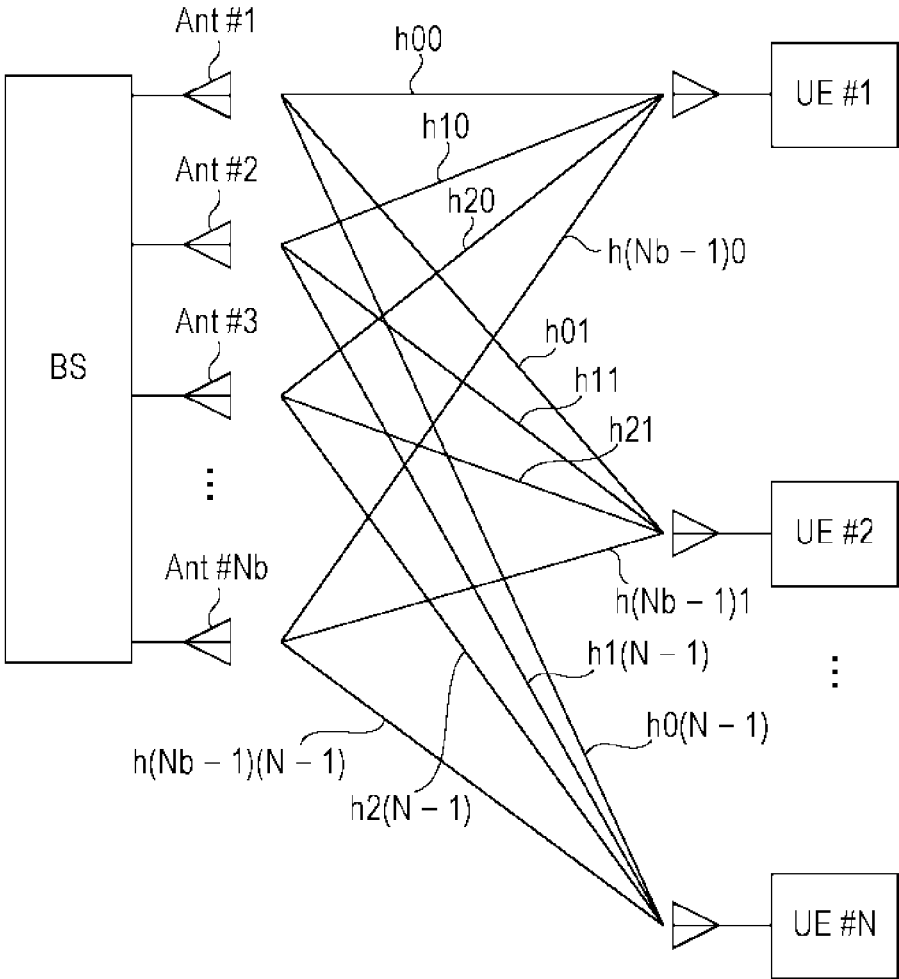 Ant #1
h00
UE #1
h10
Ant #2
h20
h(Nb – 1)0
Ant #3
h01
BS
h11
h21
...
UE #2
Ant #Nb
h(Nb – 1)1
h1(N – 1)
...
h0(N – 1)
h(Nb – 1)(N – 1)
h2(N – 1)
UE #N